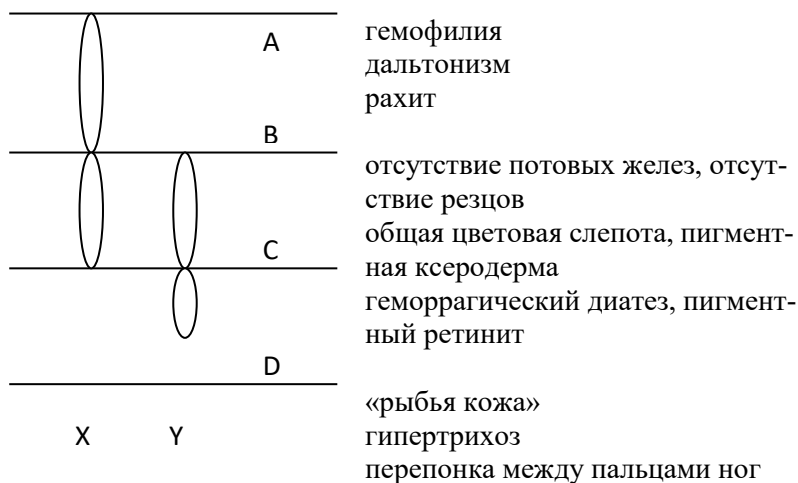 A
гемофилия
дальтонизм
рахит
B
отсутствие потовых желез, отсут-
ствие резцов
C
общая цветовая слепота, пигмент-
ная ксеродерма
геморрагический диатез, пигмент-
ный ретинит
D
«рыбья кожа»
X Y
гипертрихоз
перепонка между пальцами ног